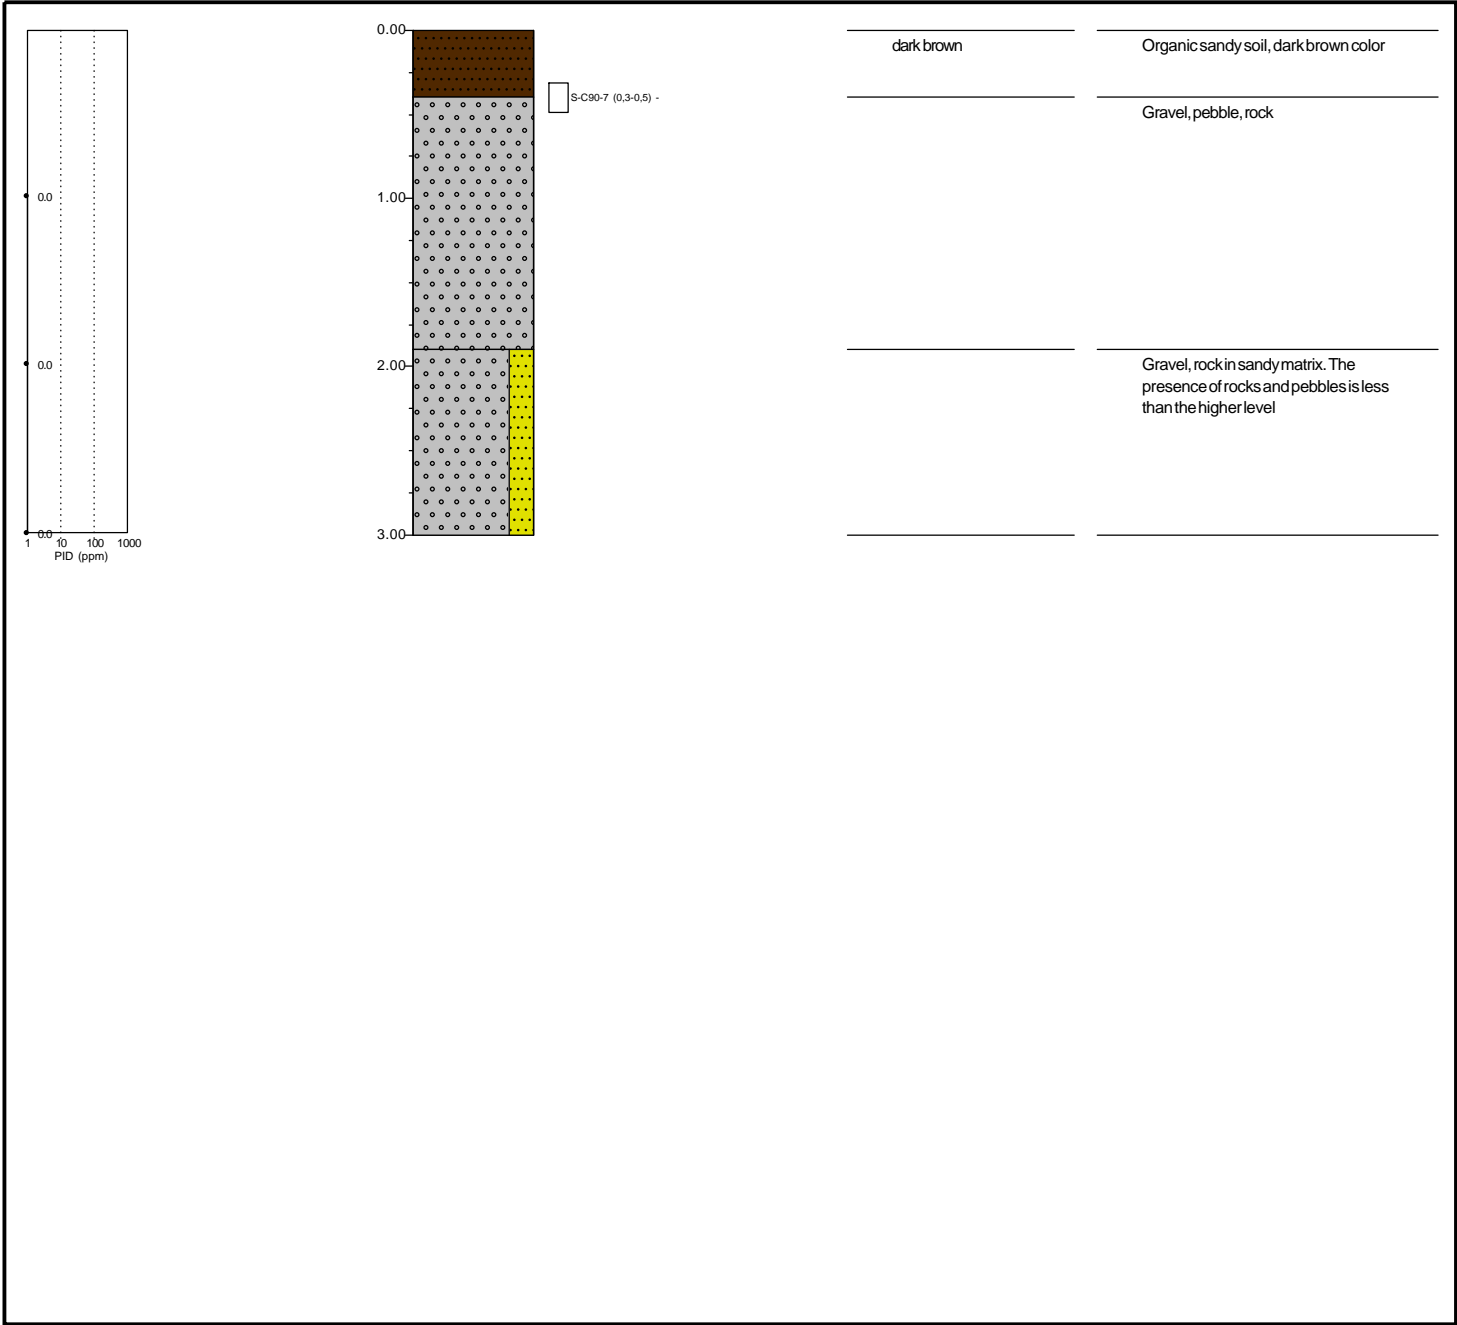 0.00
dark brown
Organic sandy soil, dark brown color
S-C90-7 (0,3-0,5) -
Gravel, pebble, rock
0.0
1.00
0.0
2.00
Gravel, rock in sandy matrix. The
presence of rocks and pebbles is less
than the higher level
0.0
3.00
1 10 100 1000
PID (ppm)